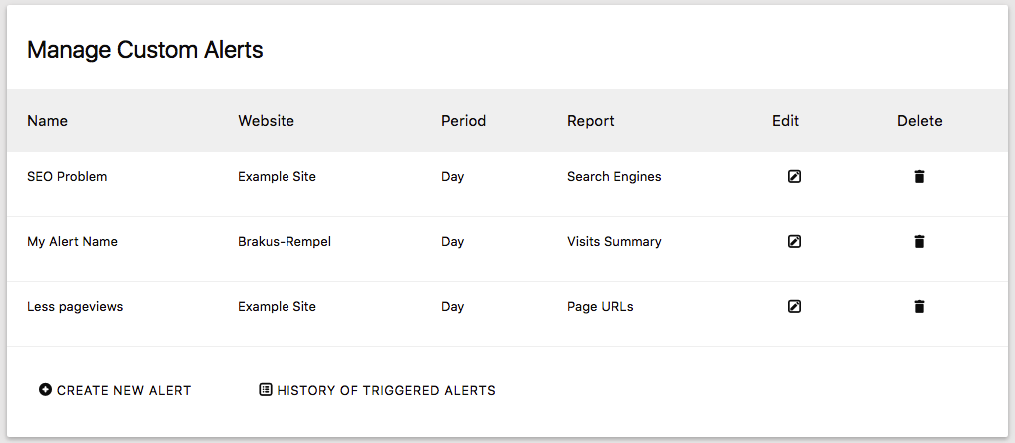 Manage Custom Alerts
Name Website Period Report Edit Delete
SEO Problem Example Site Day Search Engines
My Alert Name Brakus-Rempel Day Visits Summary
Less pageviews Example Site Day Page URLs
CREATE NEW ALERT HISTORY OF TRIGGERED ALERTS